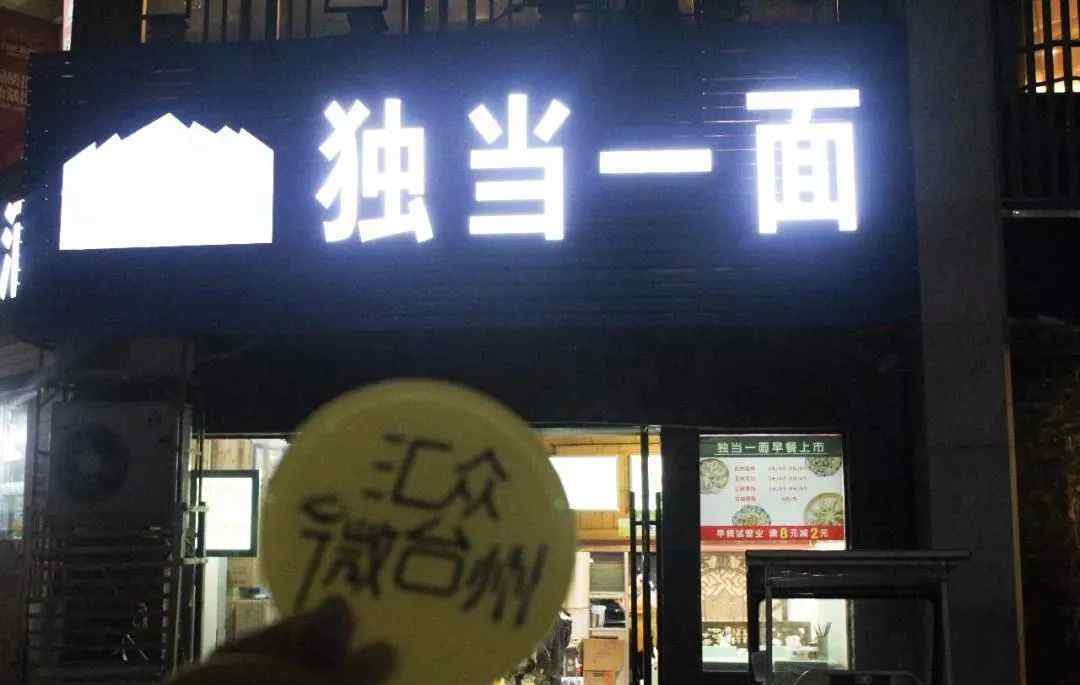 独当一面
汇众
微台州
独当一面早餐上市
早餐试营业 满8元减2元